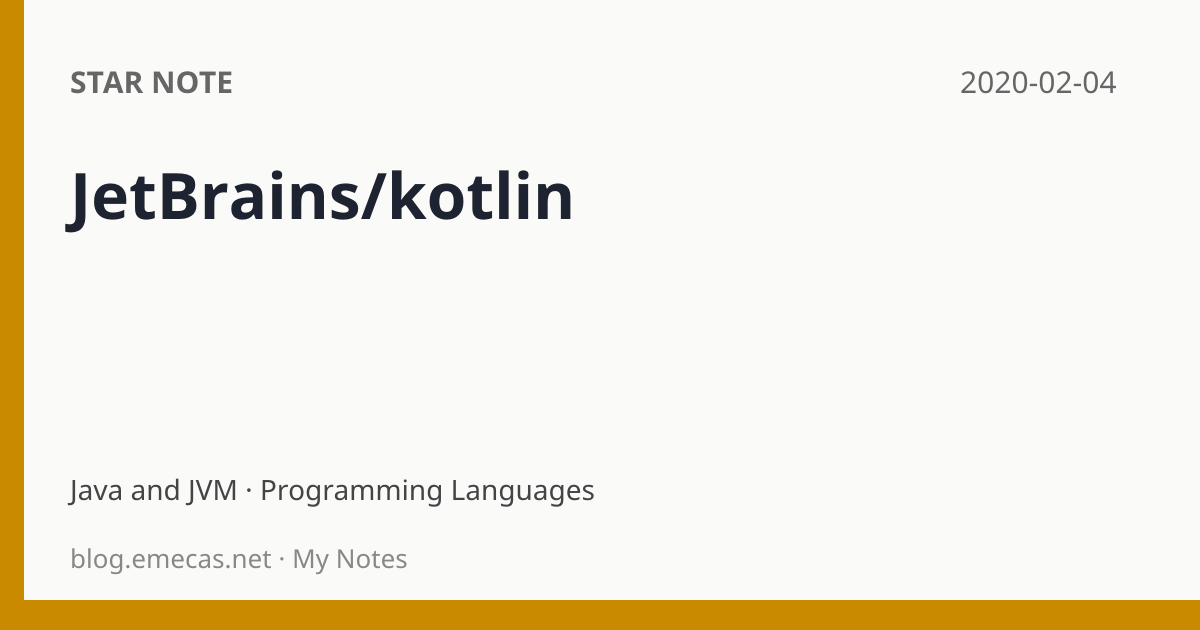 STAR NOTE
2020-02-04
JetBrains/kotlin
Java and JVM · Programming Languages
blog.emecas.net · My Notes